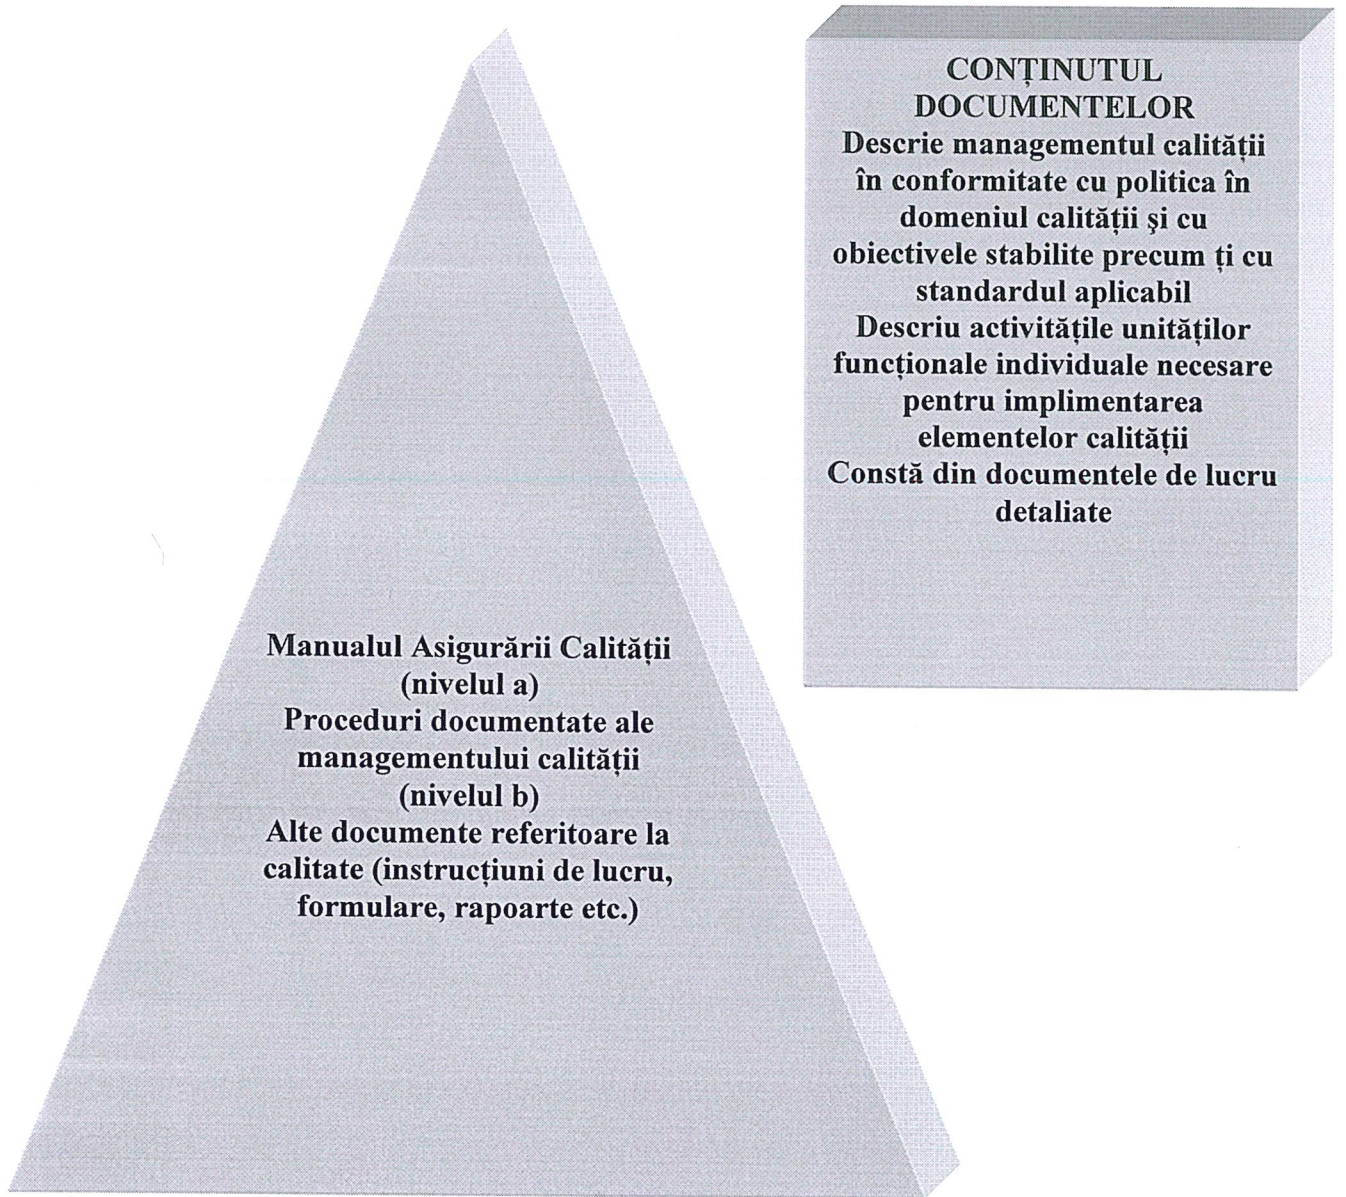 CONȚINUTUL
DOCUMENTELOR
Descrie managementul calității
în conformitate cu politica în
domeniul calității şi cu
obiectivele stabilite precum ți cu
standardul aplicabil
Descriu activitățile unităților
funcționale individuale necesare
pentru implimentarea
elementelor calității
Constă din documentele de lucru
detaliate
Manualul Asigurării Calității
(nivelul a)
Proceduri documentate ale
managementului calității
(nivelul b)
Alte documente referitoare la
calitate (instrucțiuni de lucru,
formulare, rapoarte etc.)